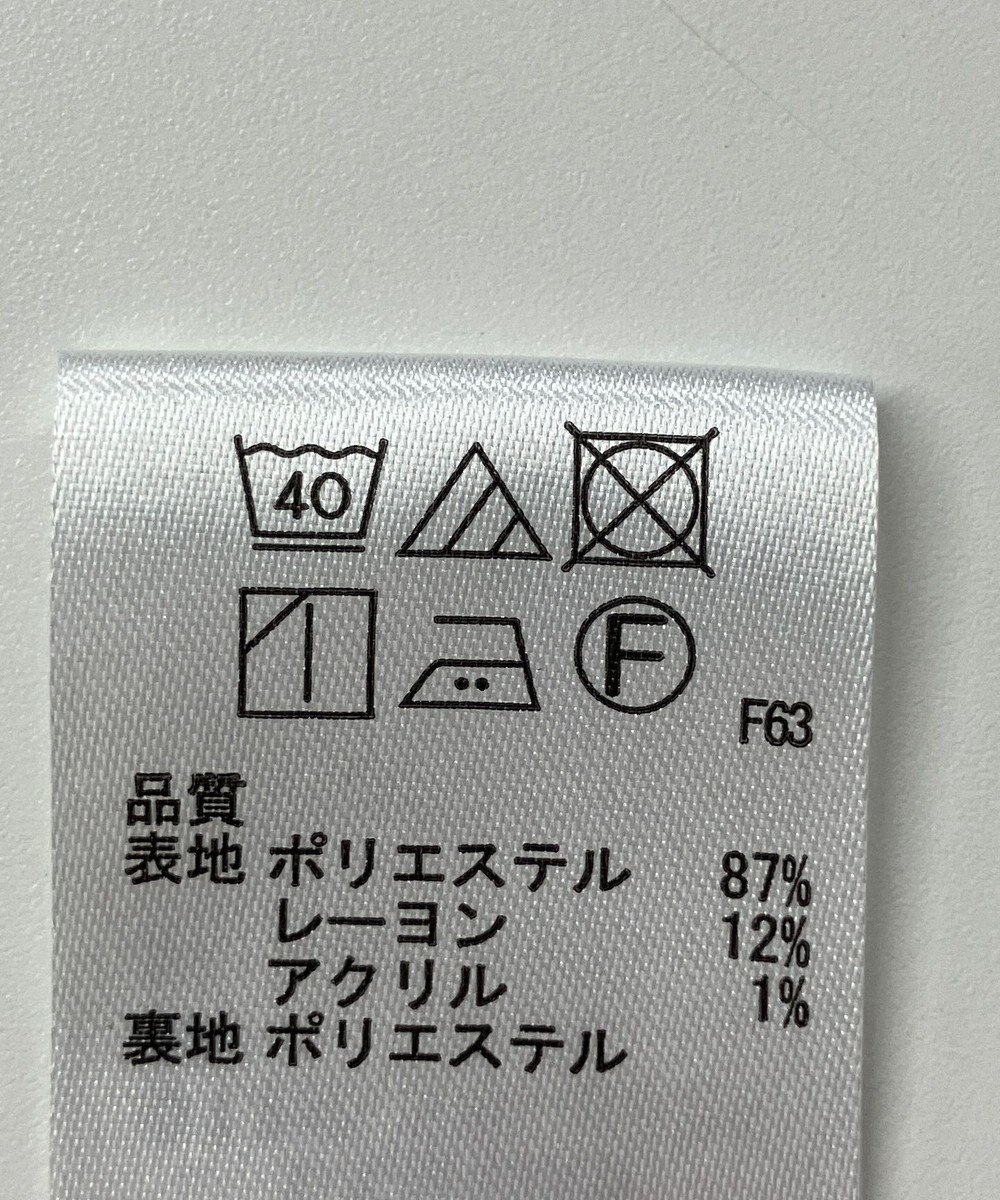 40
F
F63
品質
表地 ポリエステル 87%
レーヨン 12%
アクリル 1%
裏地 ポリエステル